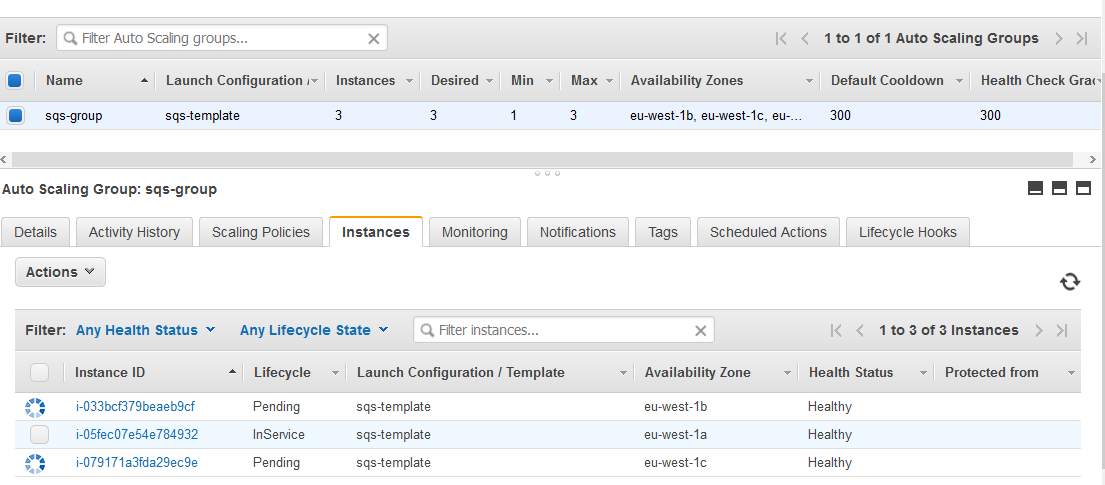 Filter: Filter Auto Scaling groups... 1 to 1 of 1 Auto Scaling Groups
Name Launch Configuration / Instances Desired Min Max Availability Zones Default Cooldown Health Check Grac
sqs-group sqs-template 3 3 1 3 eu-west-1b, eu-west-1c, eu-... 300 300
Auto Scaling Group: sqs-group
Details Activity History Scaling Policies Instances Monitoring Notifications Tags Scheduled Actions Lifecycle Hooks
Actions
Filter: Any Health Status Any Lifecycle State Filter instances... 1 to 3 of 3 Instances
Instance ID Lifecycle Launch Configuration / Template Availability Zone Health Status Protected from
i-033bcf379beaeb9cf Pending sqs-template eu-west-1b Healthy
i-05fec07e54e784932 InService sqs-template eu-west-1a Healthy
i-079171a3fda29ec9e Pending sqs-template eu-west-1c Healthy